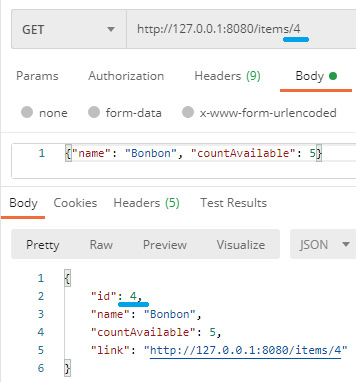 GET http://127.0.0.1:8080/items/4
Params Authorization Headers (9) Body
none form-data x-www-form-urlencoded
1 {"name": "Bonbon", "countAvailable": 5}
Body Cookies Headers (5) Test Results
Pretty Raw Preview Visualize JSON
1 {
2 "id": 4,
3 "name": "Bonbon",
4 "countAvailable": 5,
5 "link": "http://127.0.0.1:8080/items/4"
6 }